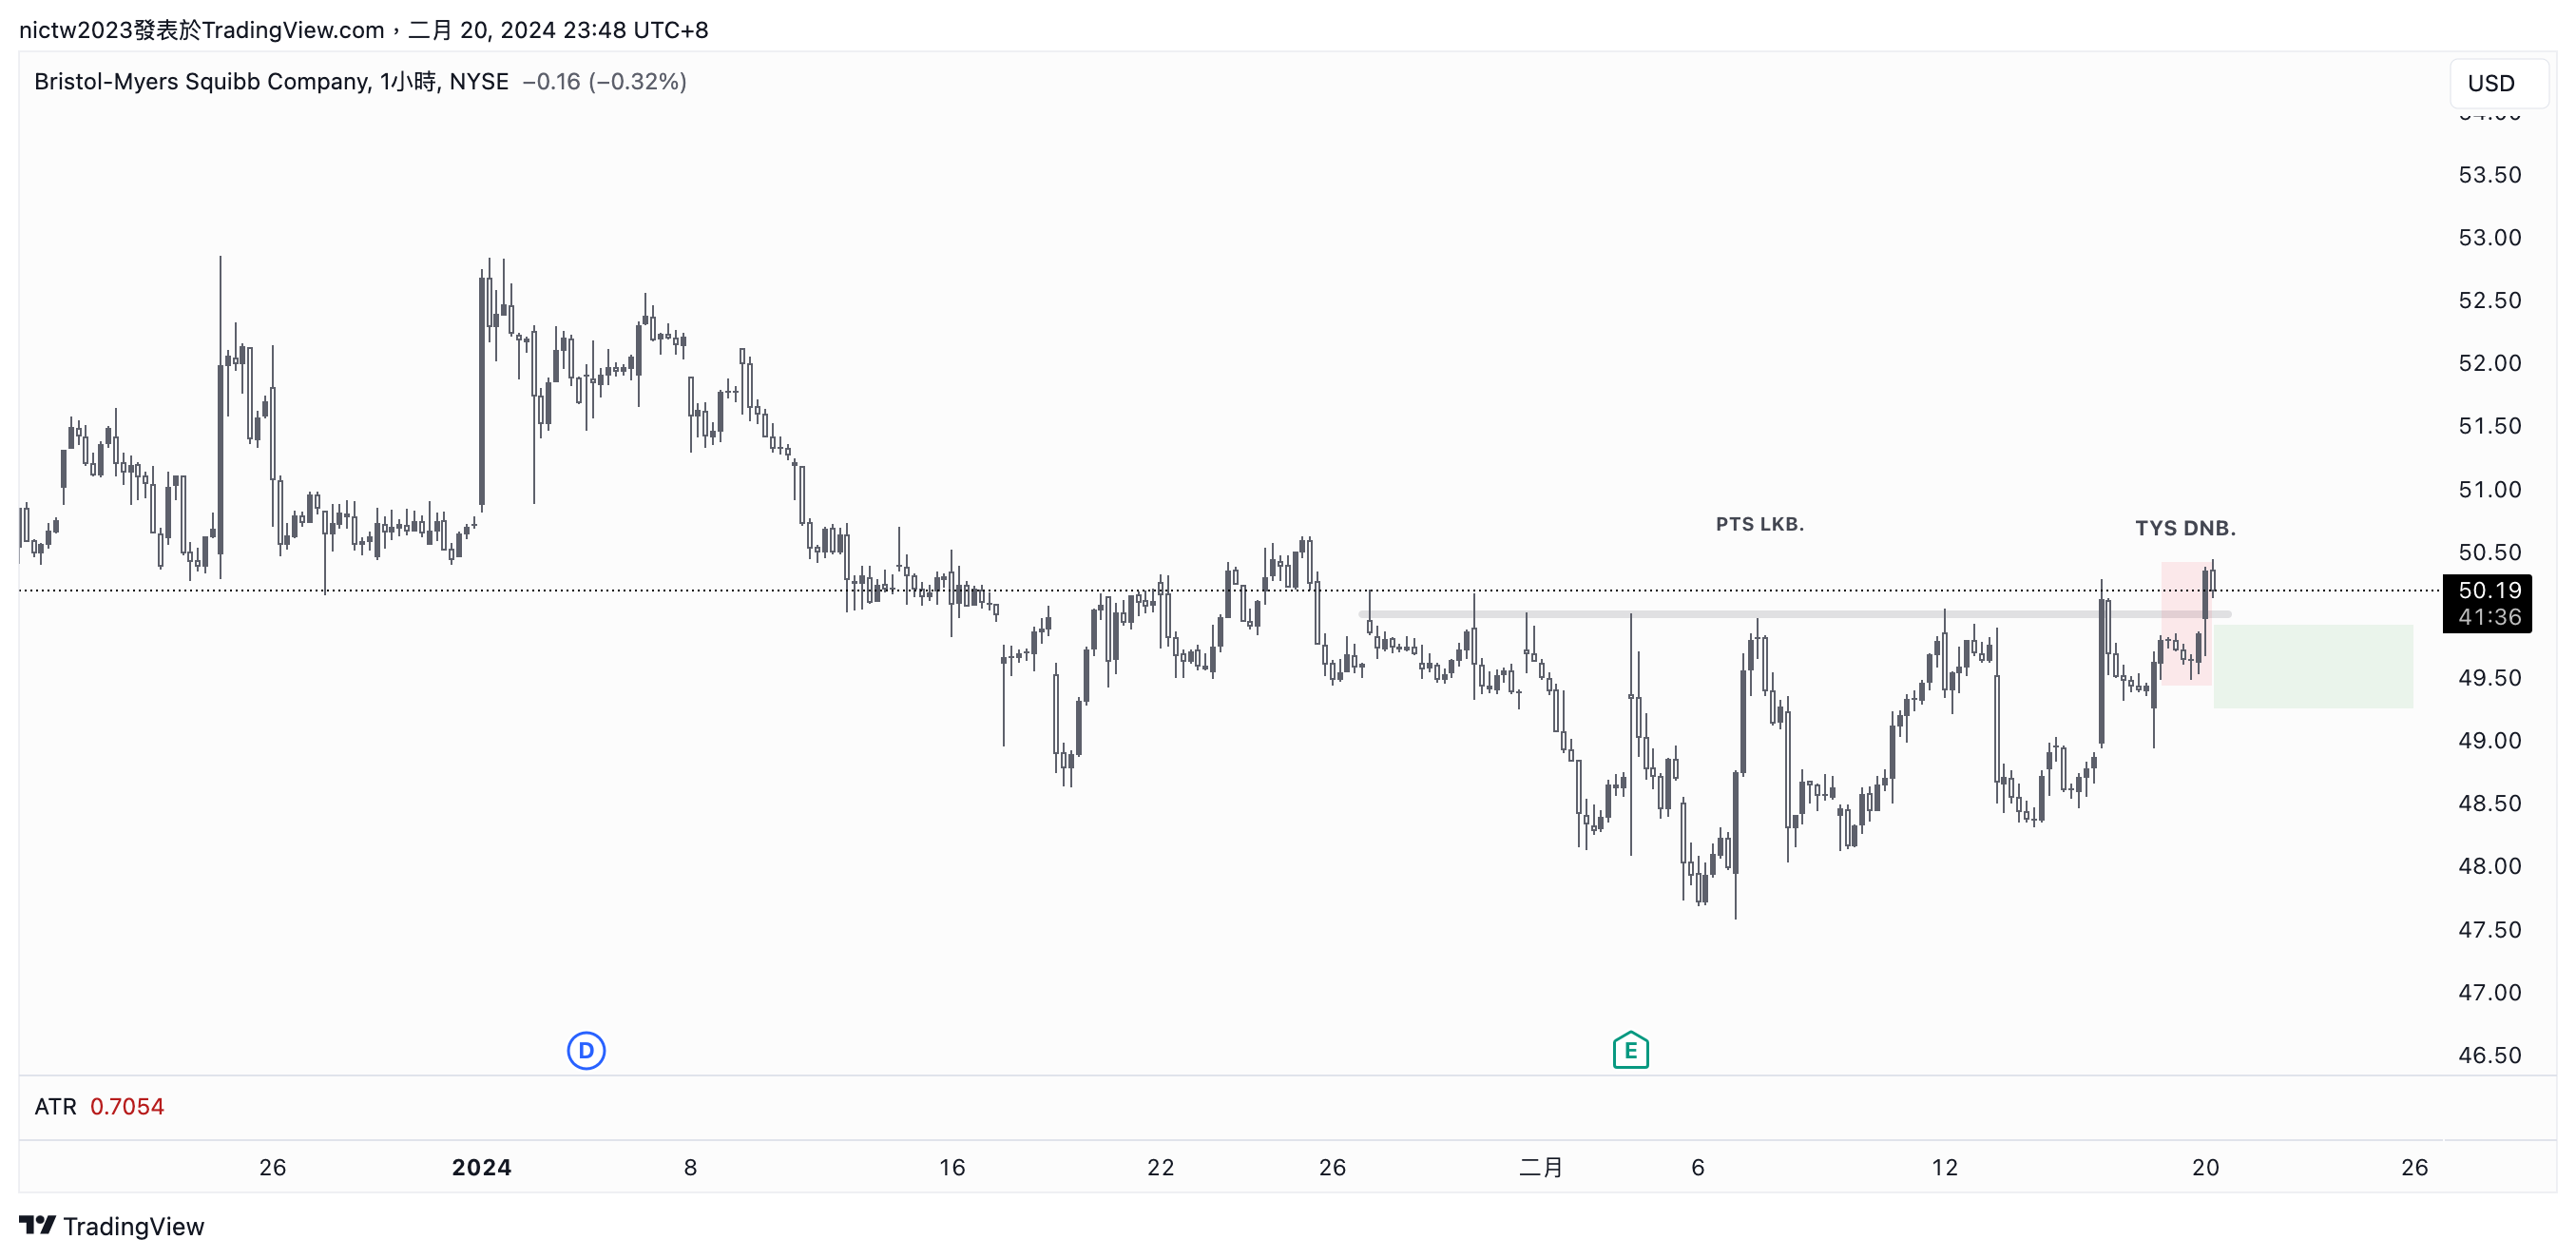 nictw2023發表於TradingView.com，二月 20, 2024 23:48 UTC+8
Bristol-Myers Squibb Company, 1小時, NYSE −0.16 (−0.32%)
USD
54.00
53.50
53.00
52.50
52.00
51.50
51.00
PTS LKB.
TYS DNB.
50.50
50.19
41:36
49.50
49.00
48.50
48.00
47.50
47.00
46.50
D
E
ATR 0.7054
26 2024 8 16 22 26 二月 6 12 20 26
TradingView